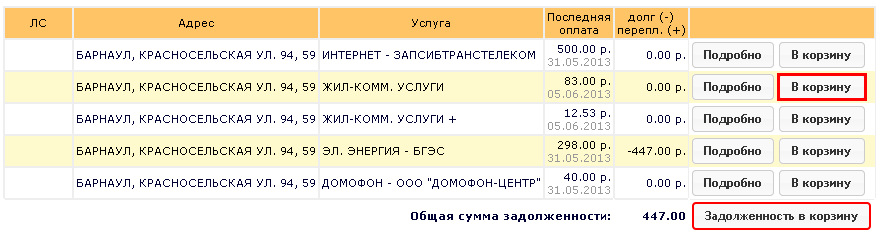 ЛС Адрес Услуга Последняя оплата долг (-) перепл. (+)
БАРНАУЛ, КРАСНОСЕЛЬСКАЯ УЛ. 94, 59 ИНТЕРНЕТ - ЗАПСИБТРАНСТЕЛЕКОМ 500.00 р. 31.05.2013 0.00 р. Подробно В корзину
БАРНАУЛ, КРАСНОСЕЛЬСКАЯ УЛ. 94, 59 ЖИЛ-КОММ. УСЛУГИ 83.00 р. 05.06.2013 0.00 р. Подробно В корзину
БАРНАУЛ, КРАСНОСЕЛЬСКАЯ УЛ. 94, 59 ЖИЛ-КОММ. УСЛУГИ + 12.53 р. 05.06.2013 0.00 р. Подробно В корзину
БАРНАУЛ, КРАСНОСЕЛЬСКАЯ УЛ. 94, 59 ЭЛ. ЭНЕРГИЯ - БГЭС 298.00 р. 31.05.2013 -447.00 р. Подробно В корзину
БАРНАУЛ, КРАСНОСЕЛЬСКАЯ УЛ. 94, 59 ДОМОФОН - ООО "ДОМОФОН-ЦЕНТР" 40.00 р. 31.05.2013 0.00 р. Подробно В корзину
Общая сумма задолженности: 447.00 Задолженность в корзину